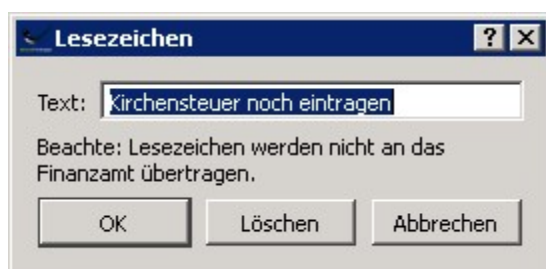 Lesezeichen
Text: Kirchensteuer noch eintragen
Beachte: Lesezeichen werden nicht an das
Finanzamt übertragen.
OK Löschen Abbrechen